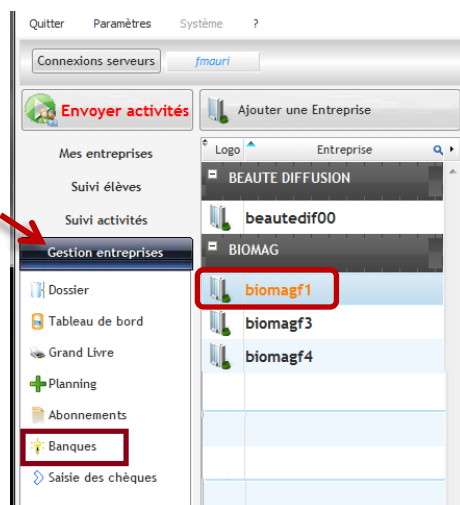 Quitter Paramètres Système ?
Connexions serveurs fmauri
Envoyer activités Ajouter une Entreprise
Mes entreprises
Suivi élèves
Suivi activités
Gestion entreprises
Dossier
Tableau de bord
Grand Livre
Planning
Abonnements
Banques
Saisie des chèques
Logo Entreprise
BEAUTE DIFFUSION
beautedif00
BIOMAG
biomagf1
biomagf3
biomagf4